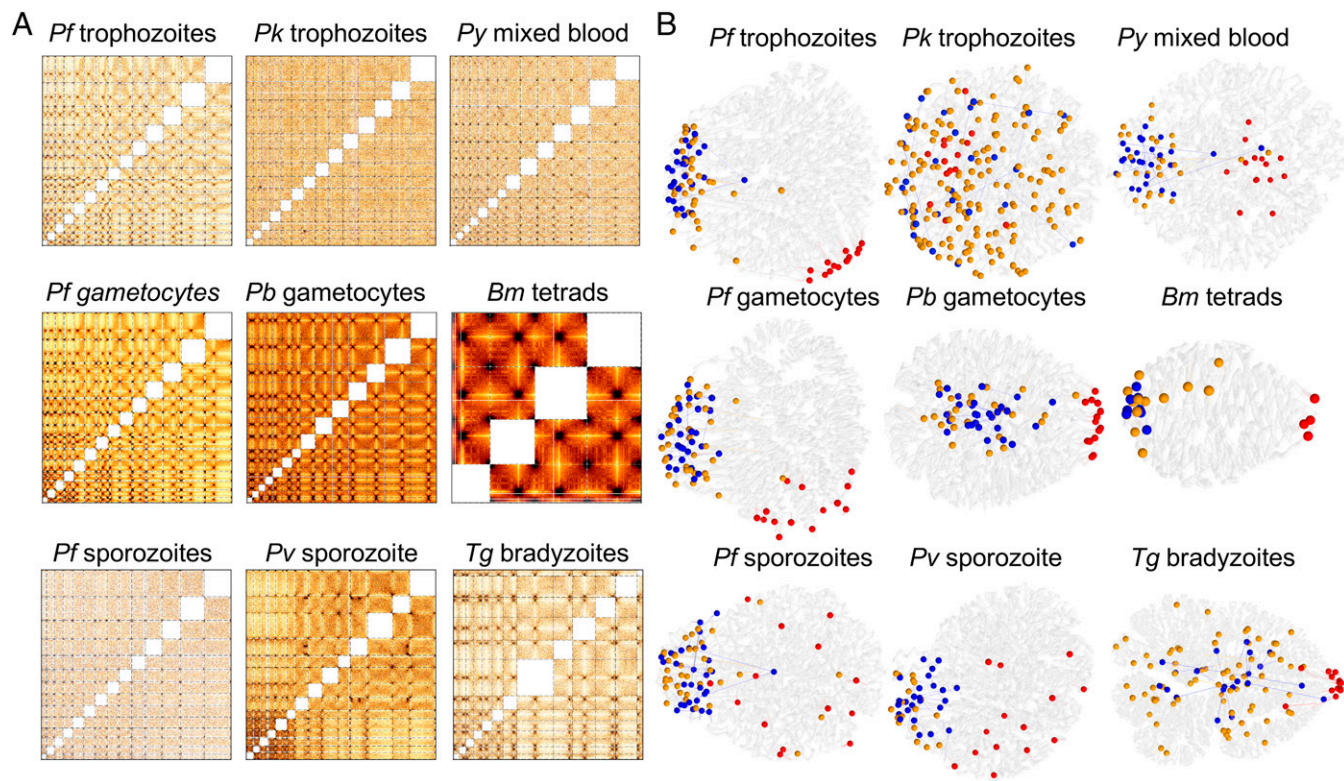 A
Pf trophozoites
Pk trophozoites
Py mixed blood
Pf gametocytes
Pb gametocytes
Bm tetrads
Pf sporozoites
Pv sporozoite
Tg bradyzoites
B
Pf trophozoites
Pk trophozoites
Py mixed blood
Pf gametocytes
Pb gametocytes
Bm tetrads
Pf sporozoites
Pv sporozoite
Tg bradyzoites